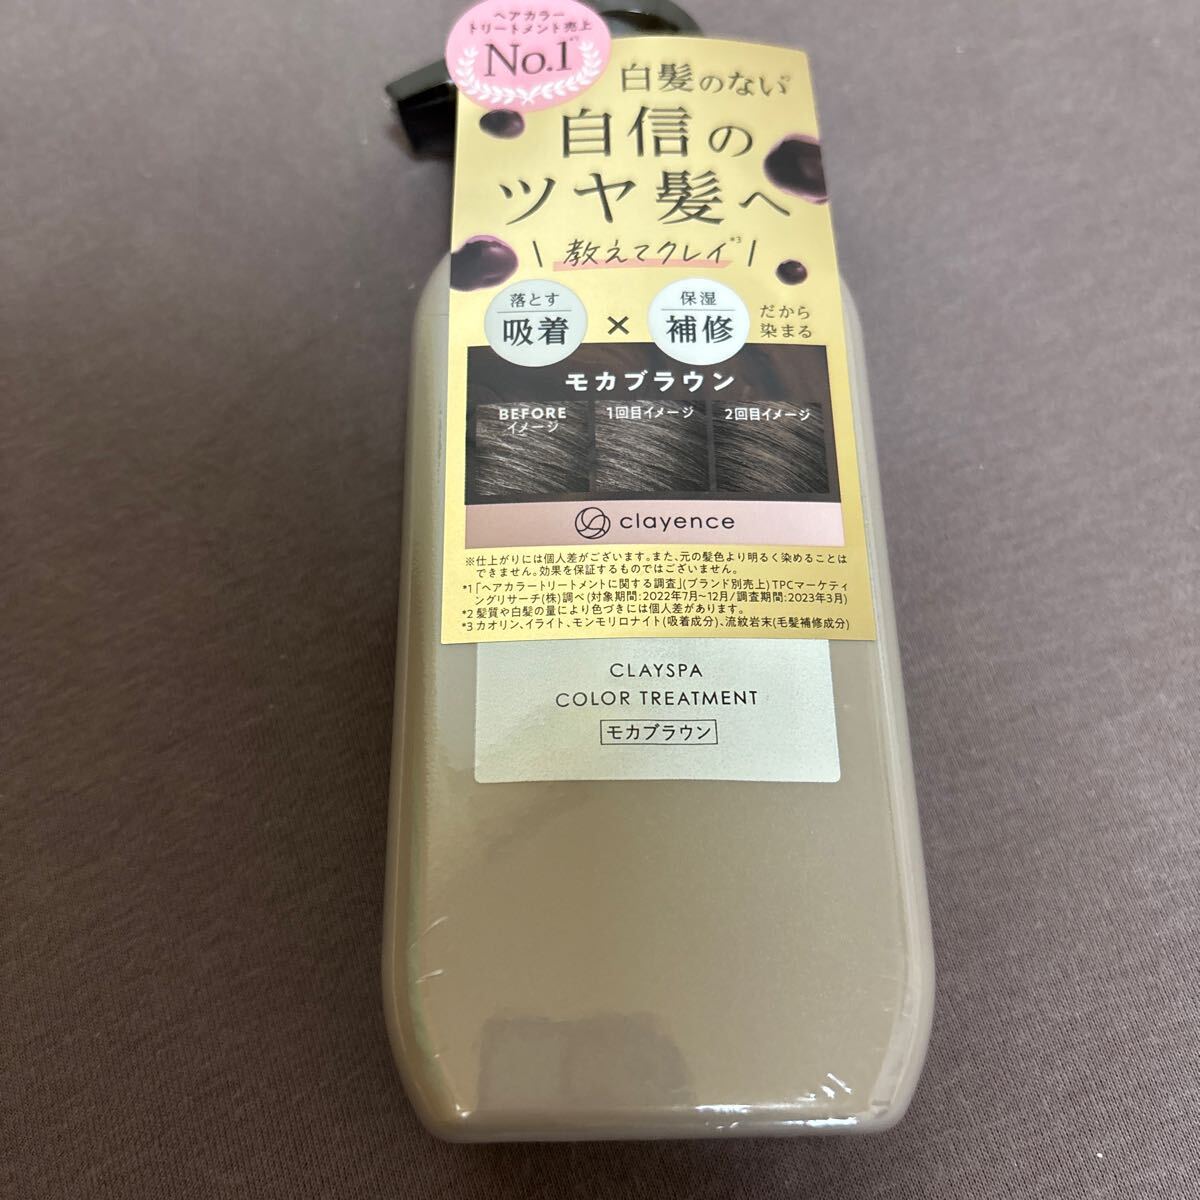 ヘアカラー
トリートメント売上
No.1*1
白髪のない*2
自信の
ツヤ髪へ
\ 教えてクレイ*3 /
落とす
吸着
×
保湿
補修
だから
染まる
モカブラウン
BEFORE
イメージ
1回目イメージ
2回目イメージ
clayence
※仕上がりには個人差がございます。また、元の髪色より明るく染めることは
できません。効果を保証するものではございません。
*1「ヘアカラートリートメントに関する調査」(ブランド別売上) TPCマーケティ
ングリサーチ(株)調べ(対象期間:2022年7月~12月/調査期間:2023年3月)
*2 髪質や白髪の量により色づきには個人差があります。
*3 カオリン、イライト、モンモリロナイト(吸着成分)、流紋岩末(毛髪補修成分)
CLAYSPA
COLOR TREATMENT
モカブラウン